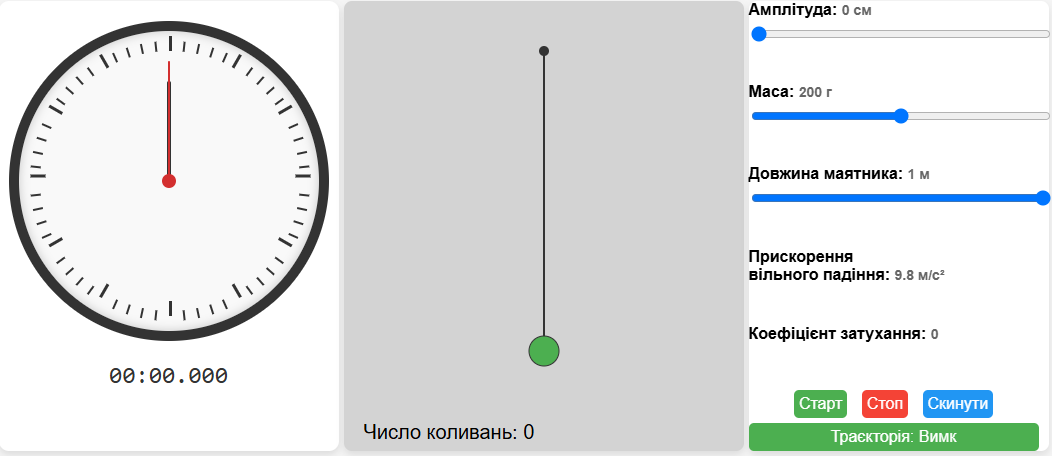 00:00.000
Число коливань: 0
Амплітуда: 0 см
Маса: 200 г
Довжина маятника: 1 м
Прискорення
вільного падіння: 9.8 м/с²
Коефіцієнт затухання: 0
Старт Стоп Скинути
Траєкторія: Вимк